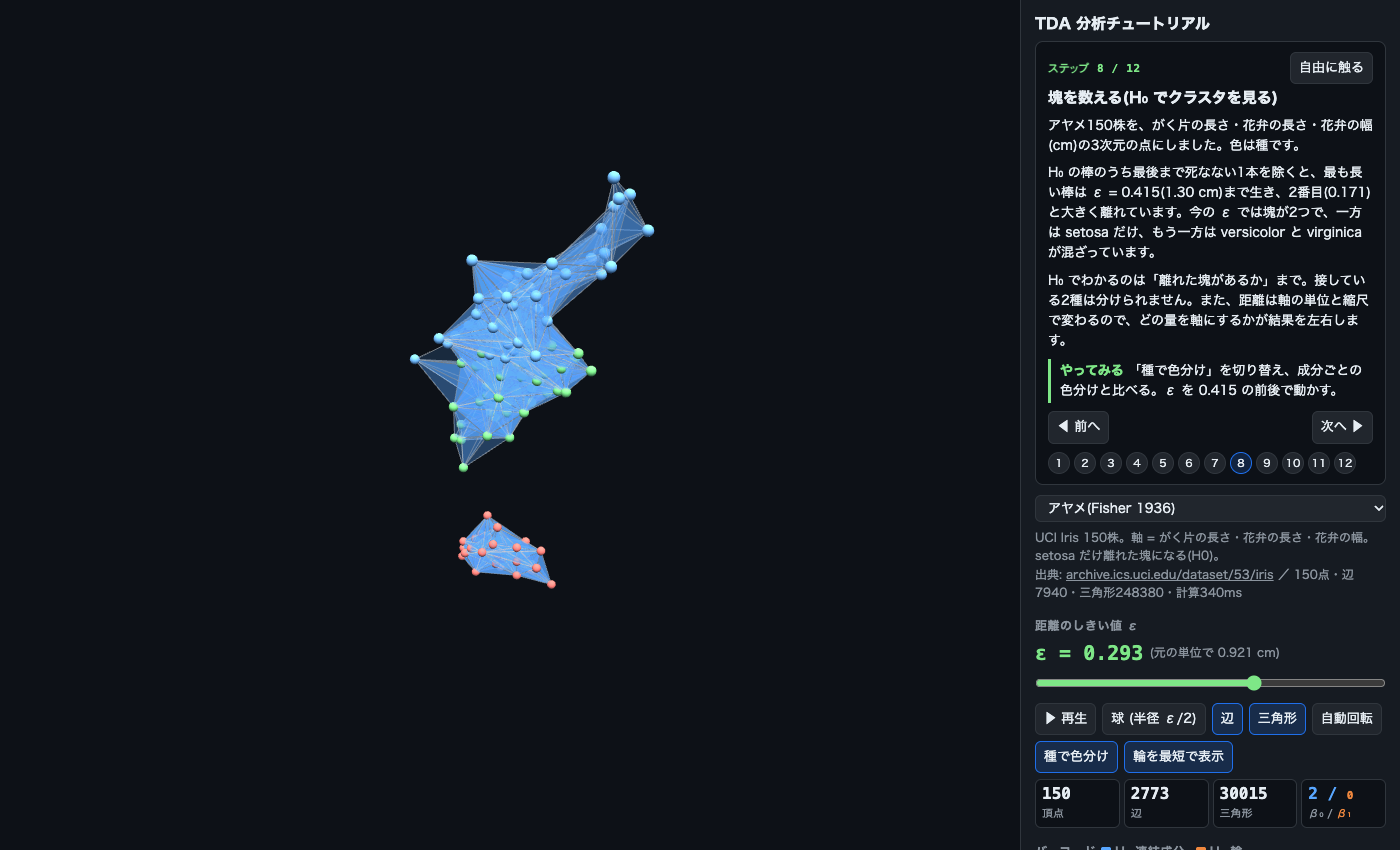 TDA 分析チュートリアル
ステップ 8 / 12
自由に触る
塊を数える(H₀ でクラスタを見る)
アヤメ150株を、がく片の長さ・花弁の長さ・花弁の幅
(cm)の3次元の点にしました。色は種です。
H₀ の棒のうち最後まで死なない1本を除くと、最も長
い棒は ε = 0.415(1.30 cm)まで生き、2番目(0.171)
と大きく離れています。今の ε では塊が2つで、一方
は setosa だけ、もう一方は versicolor と virginica
が混ざっています。
H₀ でわかるのは「離れた塊があるか」まで。接してい
る2種は分けられません。また、距離は軸の単位と縮尺
で変わるので、どの量を軸にするかが結果を左右しま
す。
やってみる 「種で色分け」を切り替え、成分ごとの
色分けと比べる。ε を 0.415 の前後で動かす。
◀ 前へ
次へ ▶
1 2 3 4 5 6 7 8 9 10 11 12
アヤメ(Fisher 1936)
UCI Iris 150株。軸 = がく片の長さ・花弁の長さ・花弁の幅。
setosa だけ離れた塊になる(H0)。
出典: archive.ics.uci.edu/dataset/53/iris ／ 150点・辺
7940・三角形248380・計算340ms
距離のしきい値 ε
ε = 0.293 (元の単位で 0.921 cm)
▶ 再生 球 (半径 ε/2) 辺 三角形 自動回転
種で色分け 輪を最短で表示
150 2773 30015 2 / 0
頂点 辺 三角形 β₀ / β₁